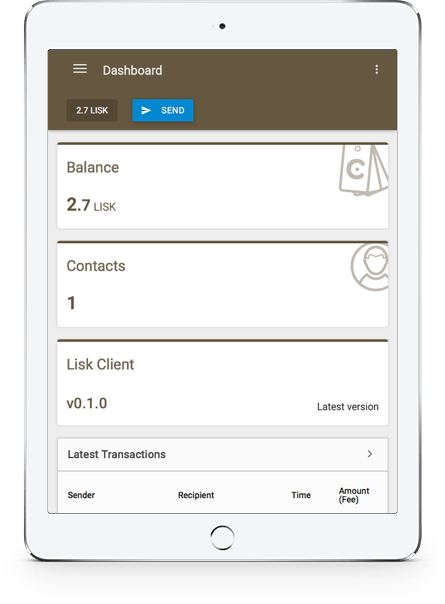 Dashboard
2.7 LISK
SEND
Balance
2.7 LISK
Contacts
1
Lisk Client
v0.1.0
Latest version
Latest Transactions
Sender Recipient Time Amount
(Fee)